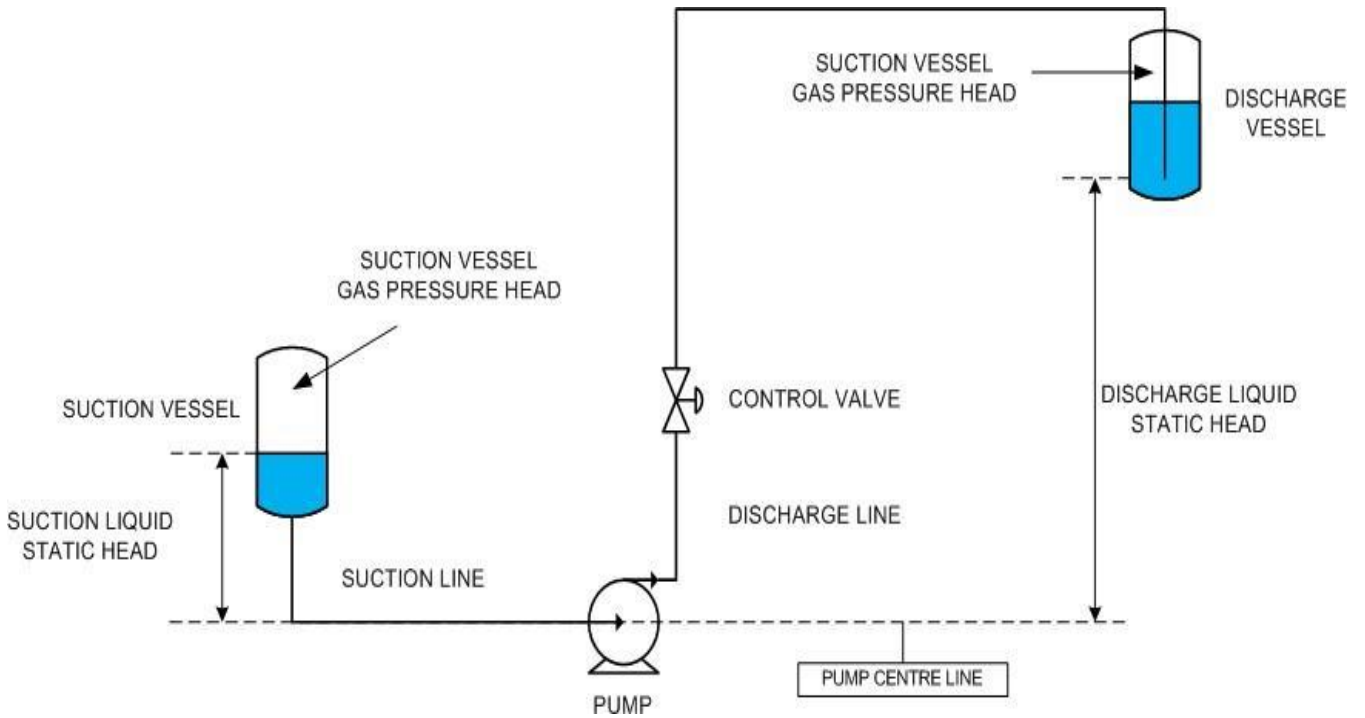 SUCTION VESSEL
GAS PRESSURE HEAD
DISCHARGE
VESSEL
SUCTION VESSEL
GAS PRESSURE HEAD
SUCTION VESSEL
CONTROL VALVE
DISCHARGE LIQUID
STATIC HEAD
SUCTION LIQUID
STATIC HEAD
DISCHARGE LINE
SUCTION LINE
PUMP CENTRE LINE
PUMP